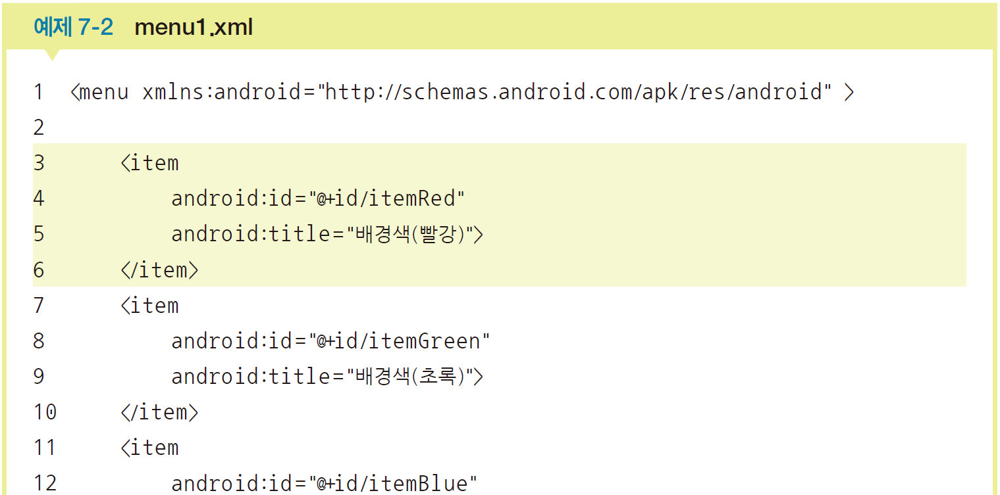 예제 7-2 menu1.xml
1 <menu xmlns:android="http://schemas.android.com/apk/res/android" >
2
3 <item
4 android:id="@+id/itemRed"
5 android:title="배경색(빨강)">
6 </item>
7 <item
8 android:id="@+id/itemGreen"
9 android:title="배경색(초록)">
10 </item>
11 <item
12 android:id="@+id/itemBlue"